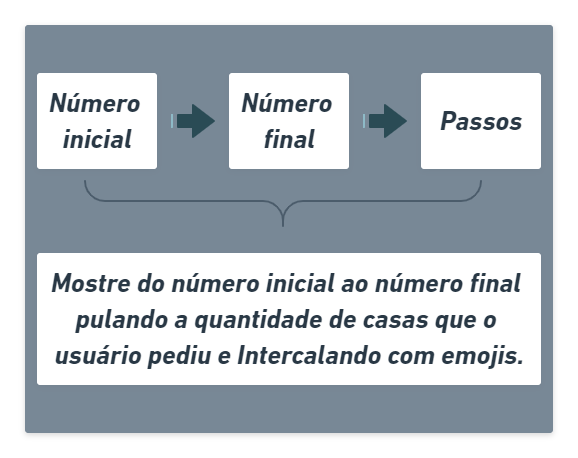 Número
inicial
Número
final
Passos
Mostre do número inicial ao número final
pulando a quantidade de casas que o
usuário pediu e Intercalando com emojis.